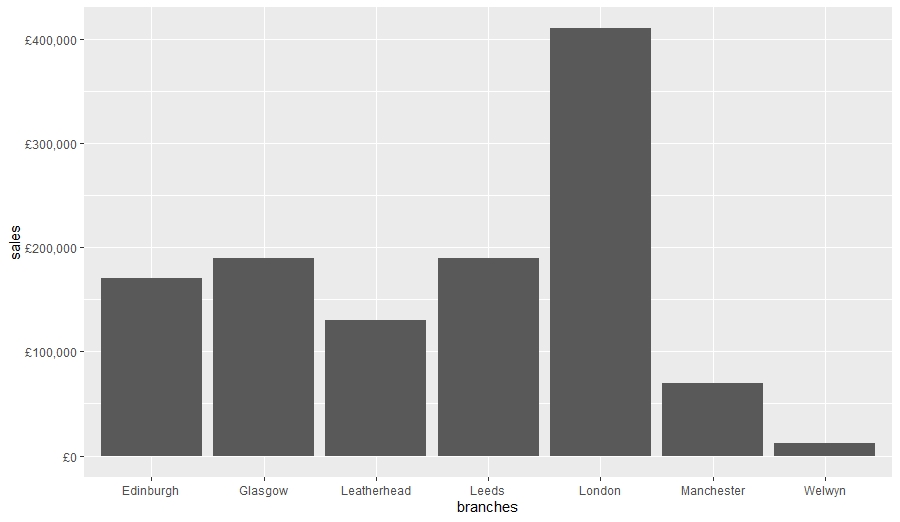 £400,000
£300,000
£200,000
£100,000
£0
sales
Edinburgh Glasgow Leatherhead Leeds London Manchester Welwyn
branches